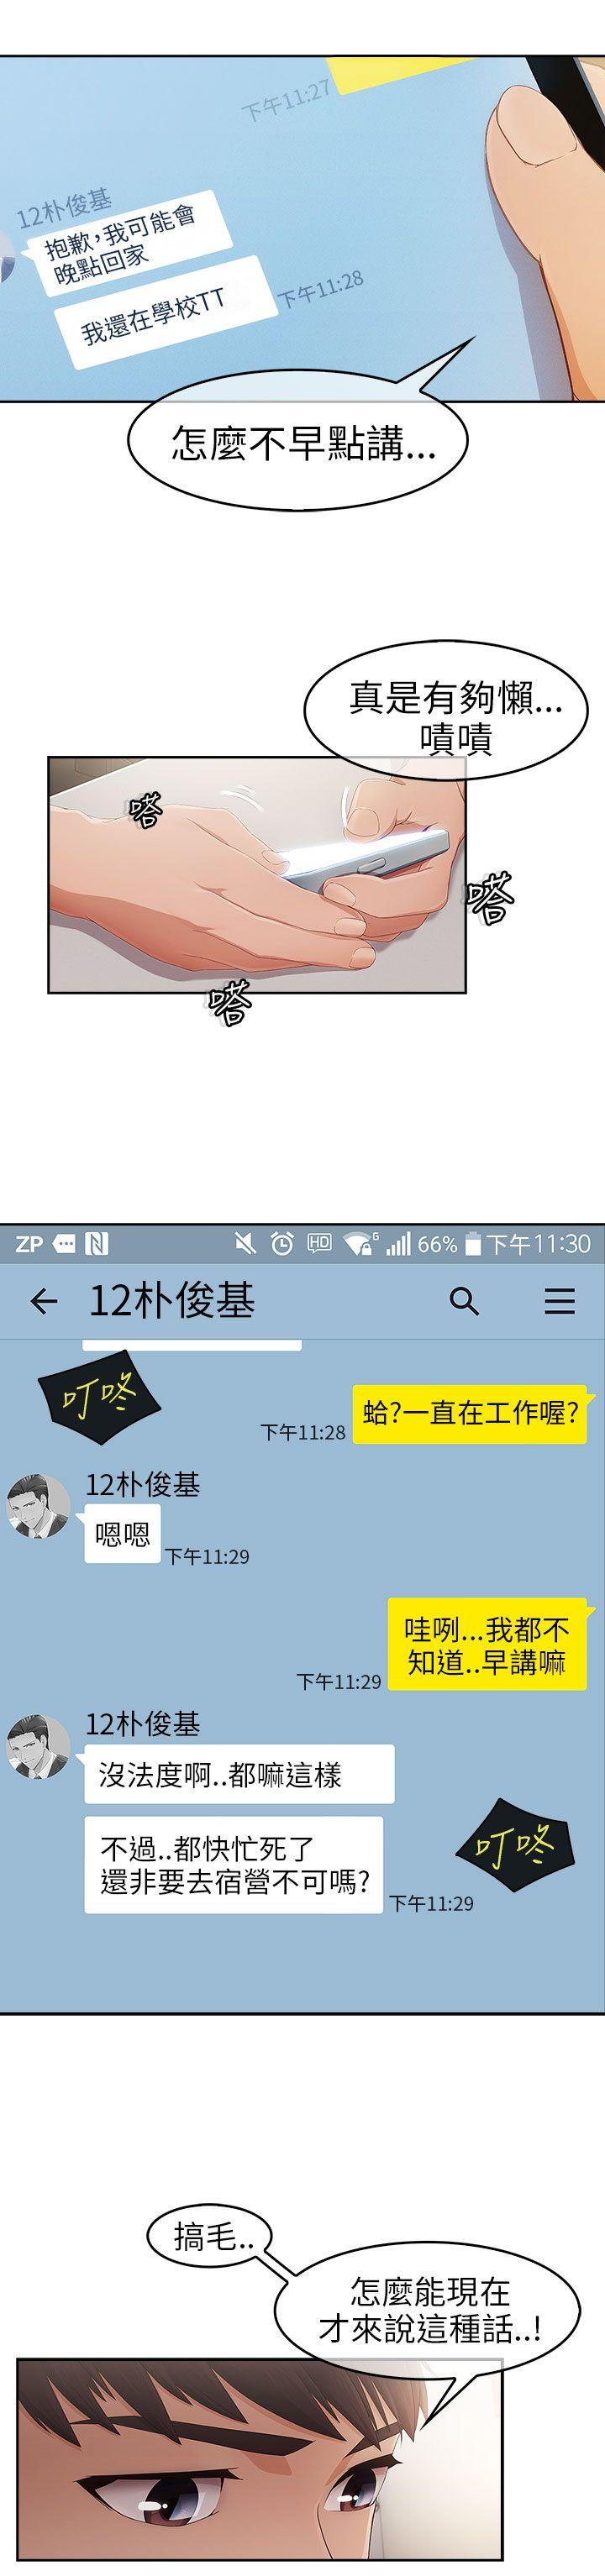 下午11:27
12朴俊基
抱歉，我可能會
晚點回家
我還在學校TT
下午11:28
怎麼不早點講...
真是有夠懶...
嘖嘖
嗒
嗒
嗒
ZP
HD
G
66%
下午11:30
12朴俊基
叮咚
蛤?一直在工作喔?
下午11:28
12朴俊基
嗯嗯
下午11:29
哇咧...我都不
知道..早講嘛
下午11:29
12朴俊基
沒法度啊..都嘛這樣
不過..都快忙死了
還非要去宿營不可嗎?
下午11:29
叮咚
搞毛..
怎麼能現在
才來說這種話..!